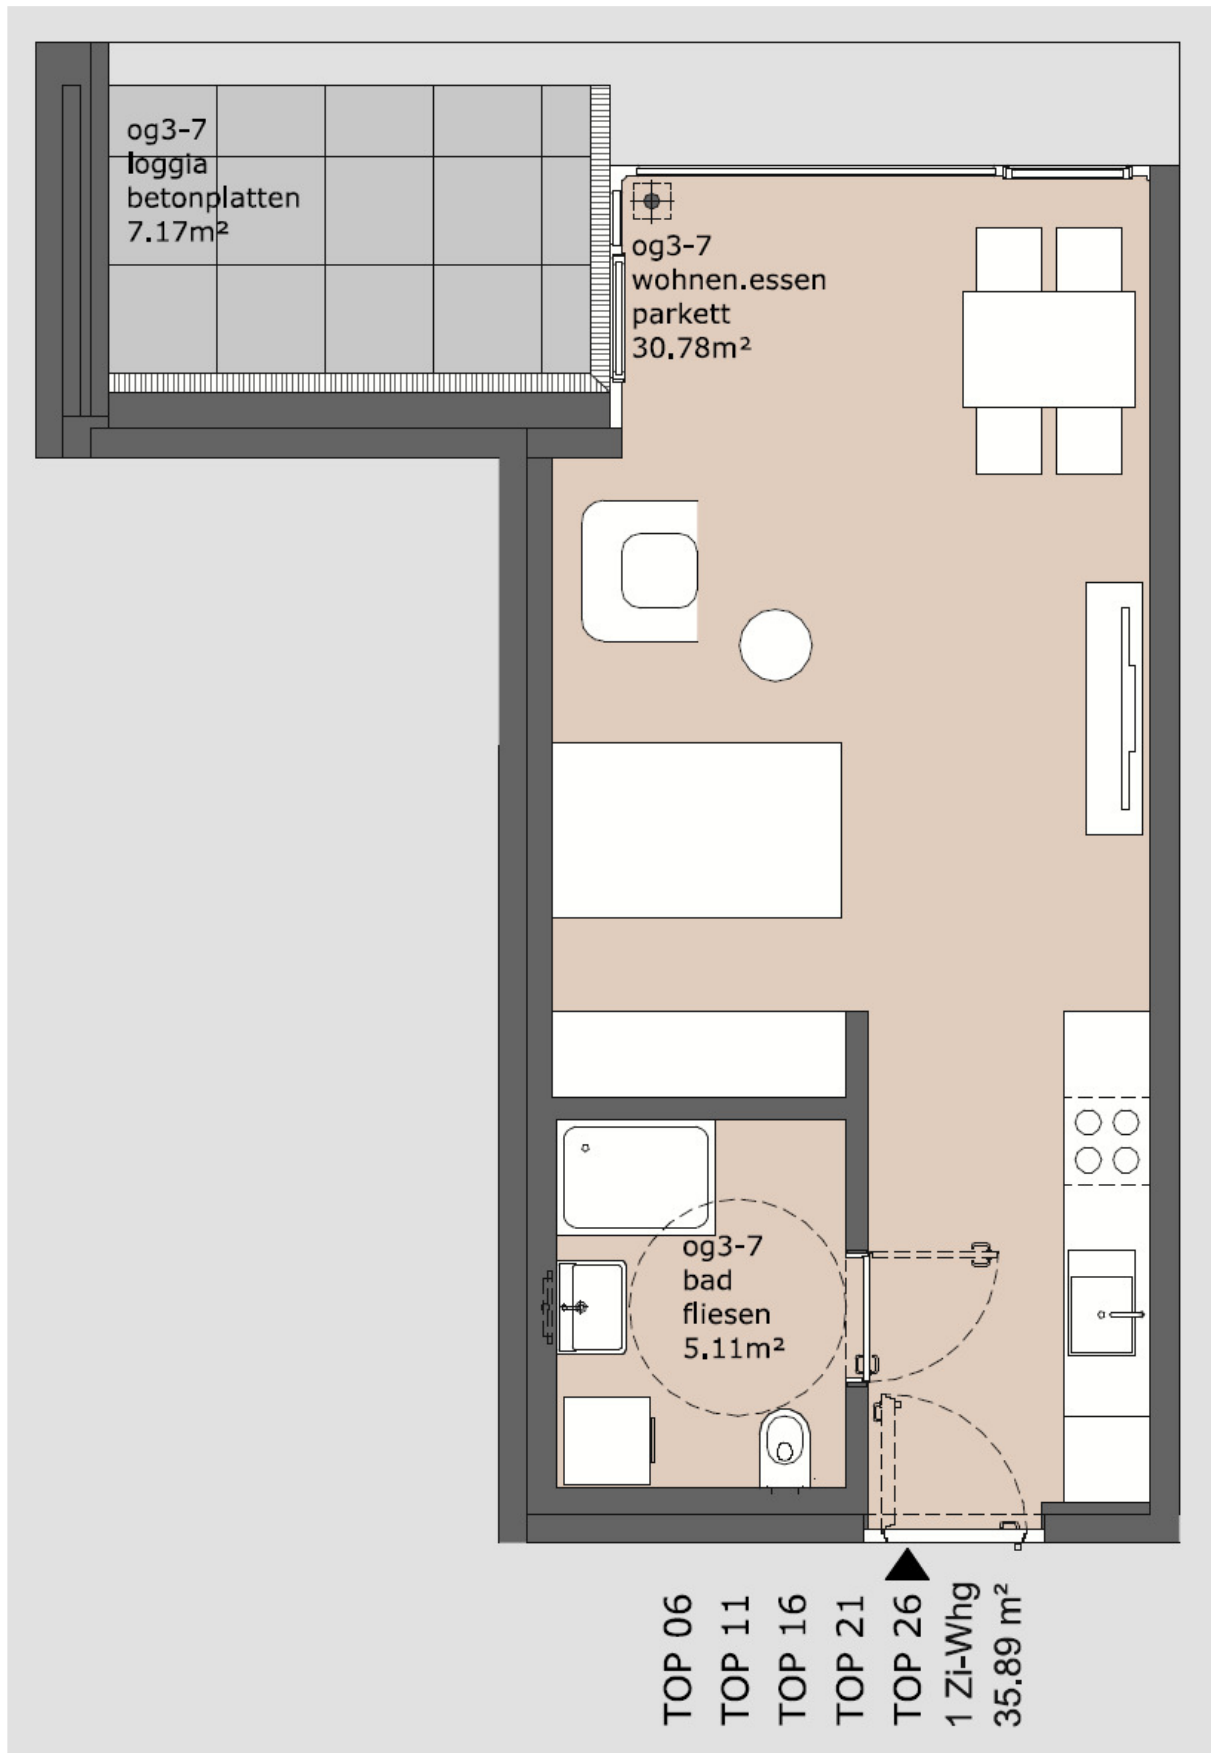 og3-7
loggia
betonplatten
7.17m²
og3-7
wohnen.essen
parkett
30.78m²
og3-7
bad
fliesen
5.11m²
TOP 06
TOP 11
TOP 16
TOP 21
TOP 26
1 Zi-Whg
35.89 m²